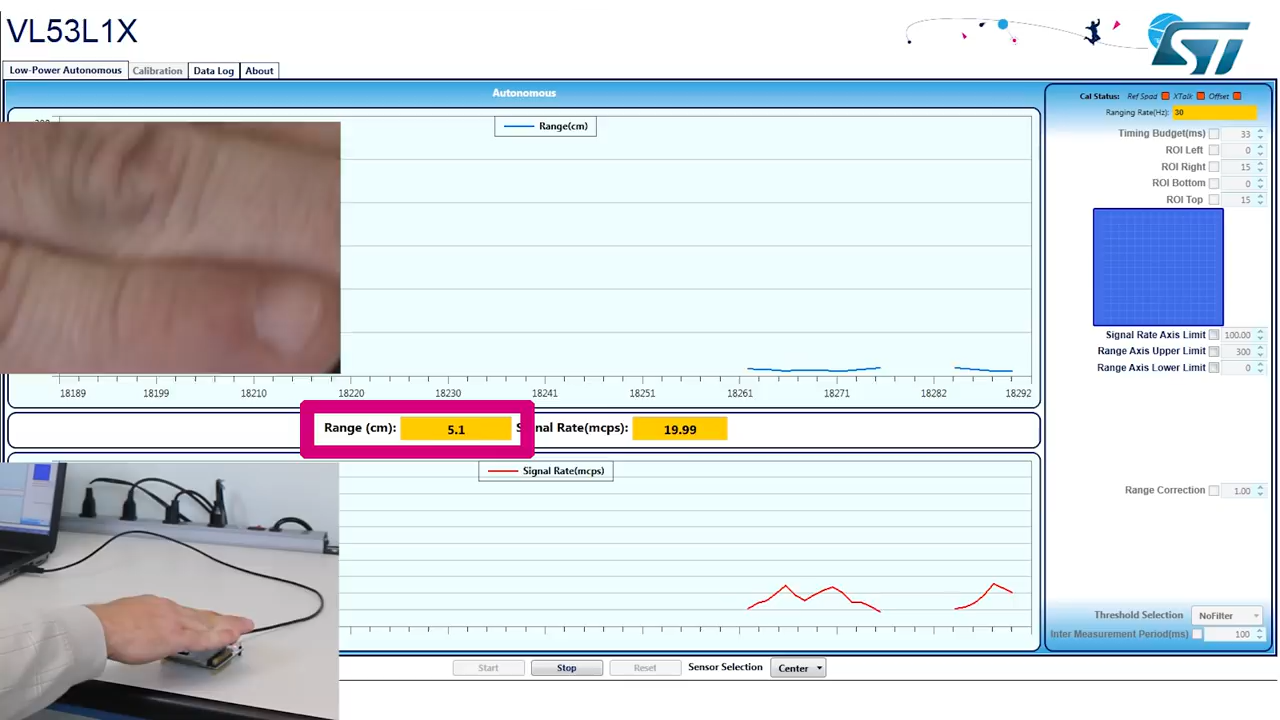 VL53L1X
ST
Low-Power Autonomous Calibration Data Log About
Autonomous
Range(cm)
18189 18199 18210 18220 18230 18241 18251 18261 18271 18282 18292
Range (cm): 5.1
nal Rate(mcps): 19.99
Signal Rate(mcps)
Start Stop Reset Sensor Selection Center
Cal Status: Ref Spad XTalk Offset
Ranging Rate(Hz): 30
Timing Budget(ms) 33
ROI Left 0
ROI Right 15
ROI Bottom 0
ROI Top 15
Signal Rate Axis Limit 100.00
Range Axis Upper Limit 300
Range Axis Lower Limit 0
Range Correction 1.00
Threshold Selection NoFilter
Inter Measurement Period(ms) 100